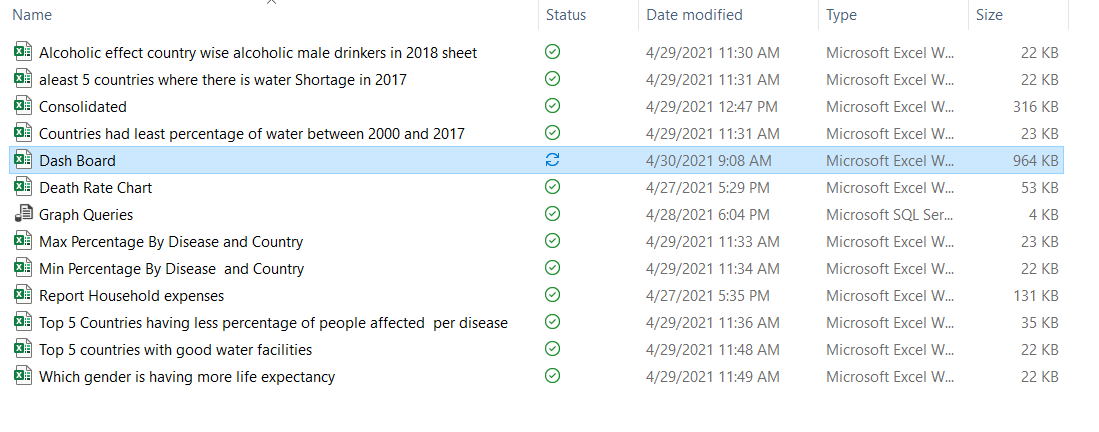 Name Status Date modified Type Size
Alcoholic effect country wise alcoholic male drinkers in 2018 sheet 4/29/2021 11:30 AM Microsoft Excel W... 22 KB
aleast 5 countries where there is water Shortage in 2017 4/29/2021 11:31 AM Microsoft Excel W... 22 KB
Consolidated 4/29/2021 12:47 PM Microsoft Excel W... 316 KB
Countries had least percentage of water between 2000 and 2017 4/29/2021 11:31 AM Microsoft Excel W... 23 KB
Dash Board 4/30/2021 9:08 AM Microsoft Excel W... 964 KB
Death Rate Chart 4/27/2021 5:29 PM Microsoft Excel W... 53 KB
Graph Queries 4/28/2021 6:04 PM Microsoft SQL Ser... 4 KB
Max Percentage By Disease and Country 4/29/2021 11:33 AM Microsoft Excel W... 23 KB
Min Percentage By Disease  and Country 4/29/2021 11:34 AM Microsoft Excel W... 22 KB
Report Household expenses 4/27/2021 5:35 PM Microsoft Excel W... 131 KB
Top 5 Countries having less percentage of people affected  per disease 4/29/2021 11:36 AM Microsoft Excel W... 35 KB
Top 5 countries with good water facilities 4/29/2021 11:48 AM Microsoft Excel W... 22 KB
Which gender is having more life expectancy 4/29/2021 11:49 AM Microsoft Excel W... 22 KB